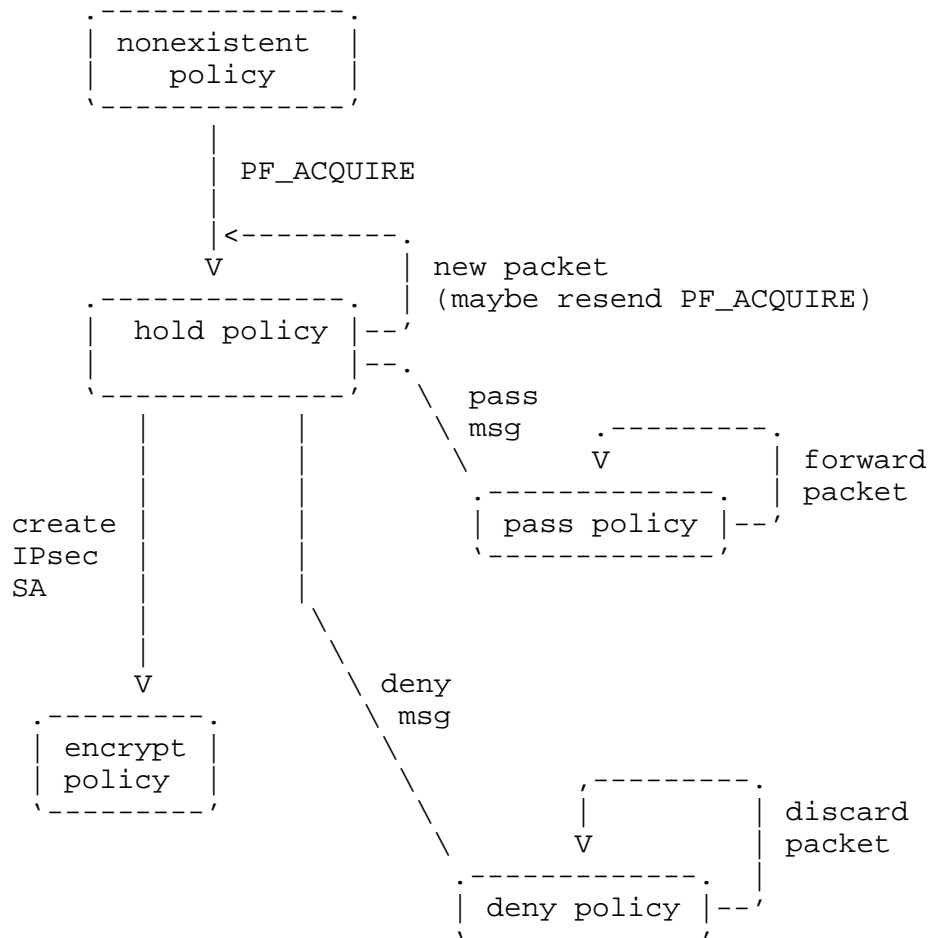 nonexistent
policy
PF_ACQUIRE
V
new packet
(maybe resend PF_ACQUIRE)
hold policy
pass
msg
V
forward
packet
pass policy
create
IPsec
SA
V
deny
msg
encrypt
policy
discard
packet
V
deny policy